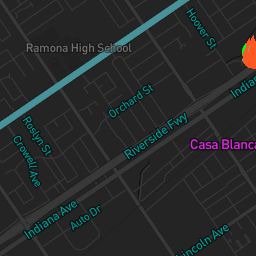 Hoover St
Ramona High School
Indiana
Orchard St
Roslyn St
Riverside Fwy
Casa Blanca
Crowell Ave
Indiana Ave
Auto Dr
Lincoln Ave